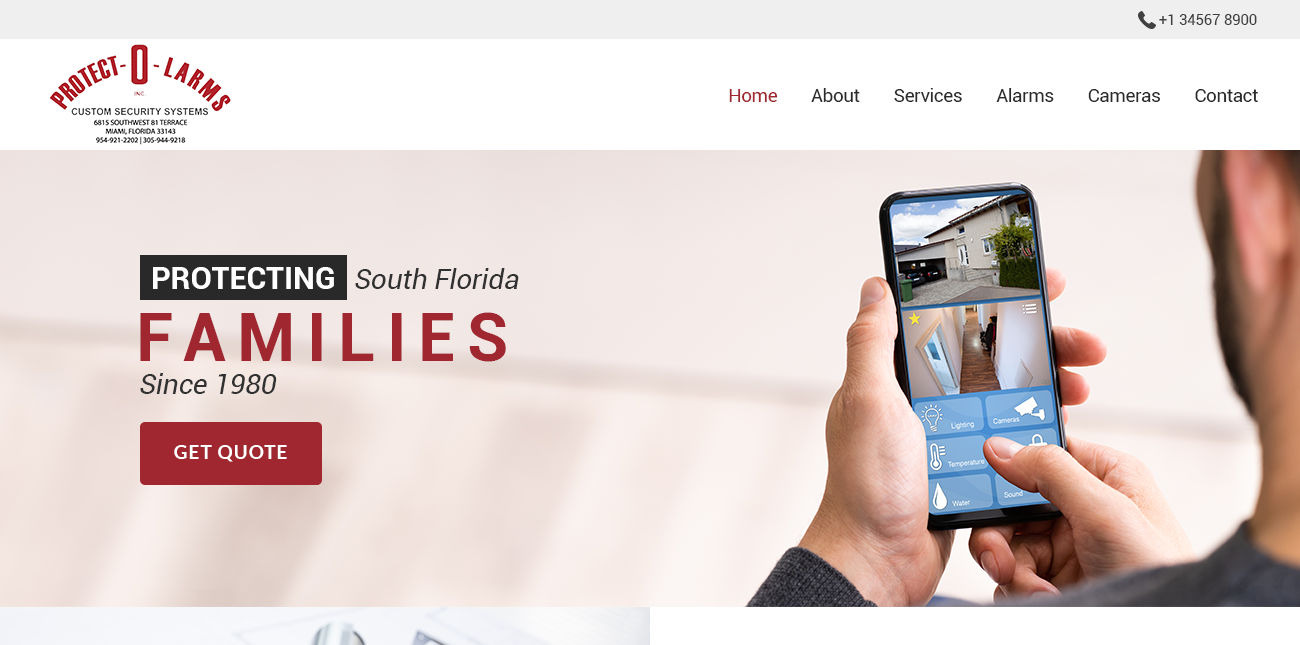 +1 34567 8900
PROTECT-O-LARMS
INC.
CUSTOM SECURITY SYSTEMS
6815 SOUTHWEST 81 TERRACE
MIAMI, FLORIDA 33143
954-921-2202 | 305-944-9218
Home About Services Alarms Cameras Contact
PROTECTING South Florida
FAMILIES
Since 1980
GET QUOTE
Lighting Cameras
Temperature
Water Sound